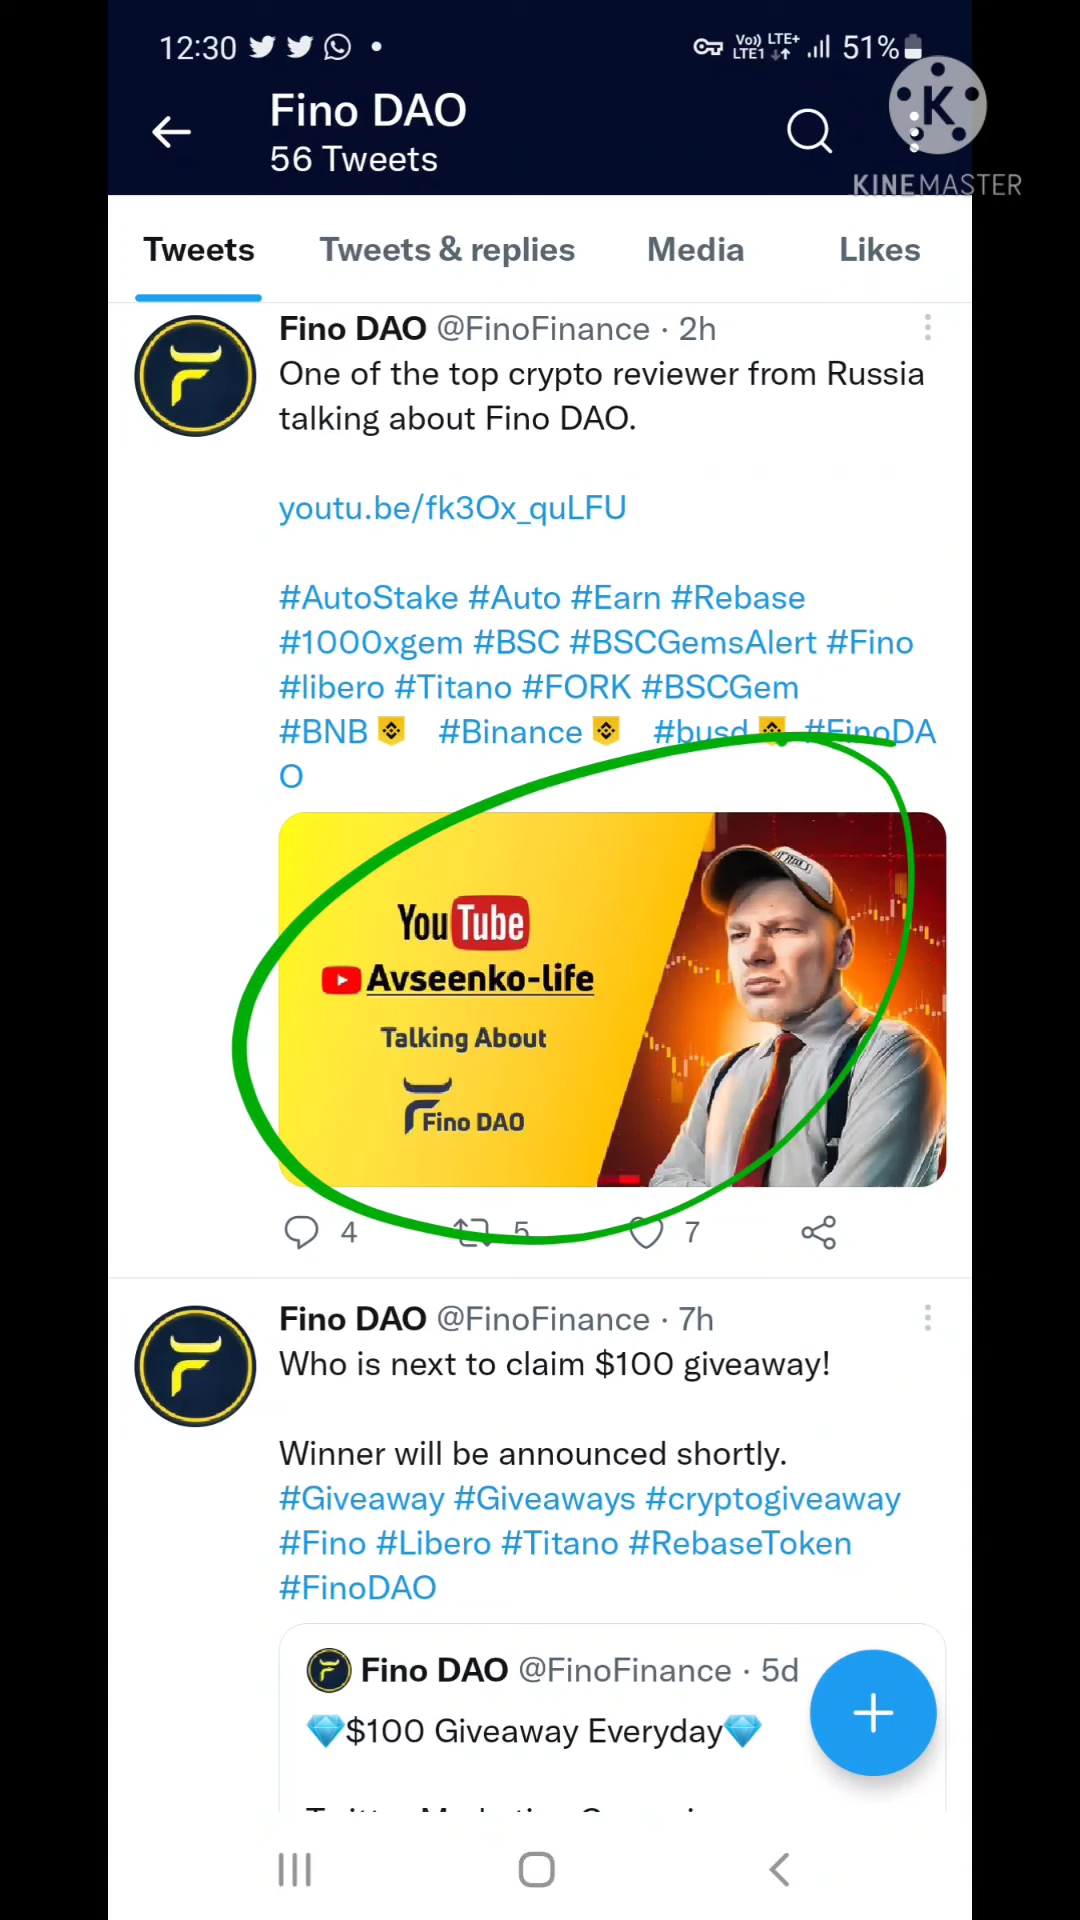 12:30
Vo)) LTE+
LTE1
51%
Fino DAO
56 Tweets
K
KINEMASTER
Tweets Tweets & replies Media Likes
Fino DAO @FinoFinance · 2h
One of the top crypto reviewer from Russia
talking about Fino DAO.
youtu.be/fk3Ox_quLFU
#AutoStake #Auto #Earn #Rebase
#1000xgem #BSC #BSCGemsAlert #Fino
#libero #Titano #FORK #BSCGem
#BNB #Binance #busd #FinoDA
O
YouTube
Avseenko-life
Talking About
Fino DAO
4 5 7
Fino DAO @FinoFinance · 7h
Who is next to claim $100 giveaway!
Winner will be announced shortly.
#Giveaway #Giveaways #cryptogiveaway
#Fino #Libero #Titano #RebaseToken
#FinoDAO
Fino DAO @FinoFinance · 5d
💎$100 Giveaway Everyday💎